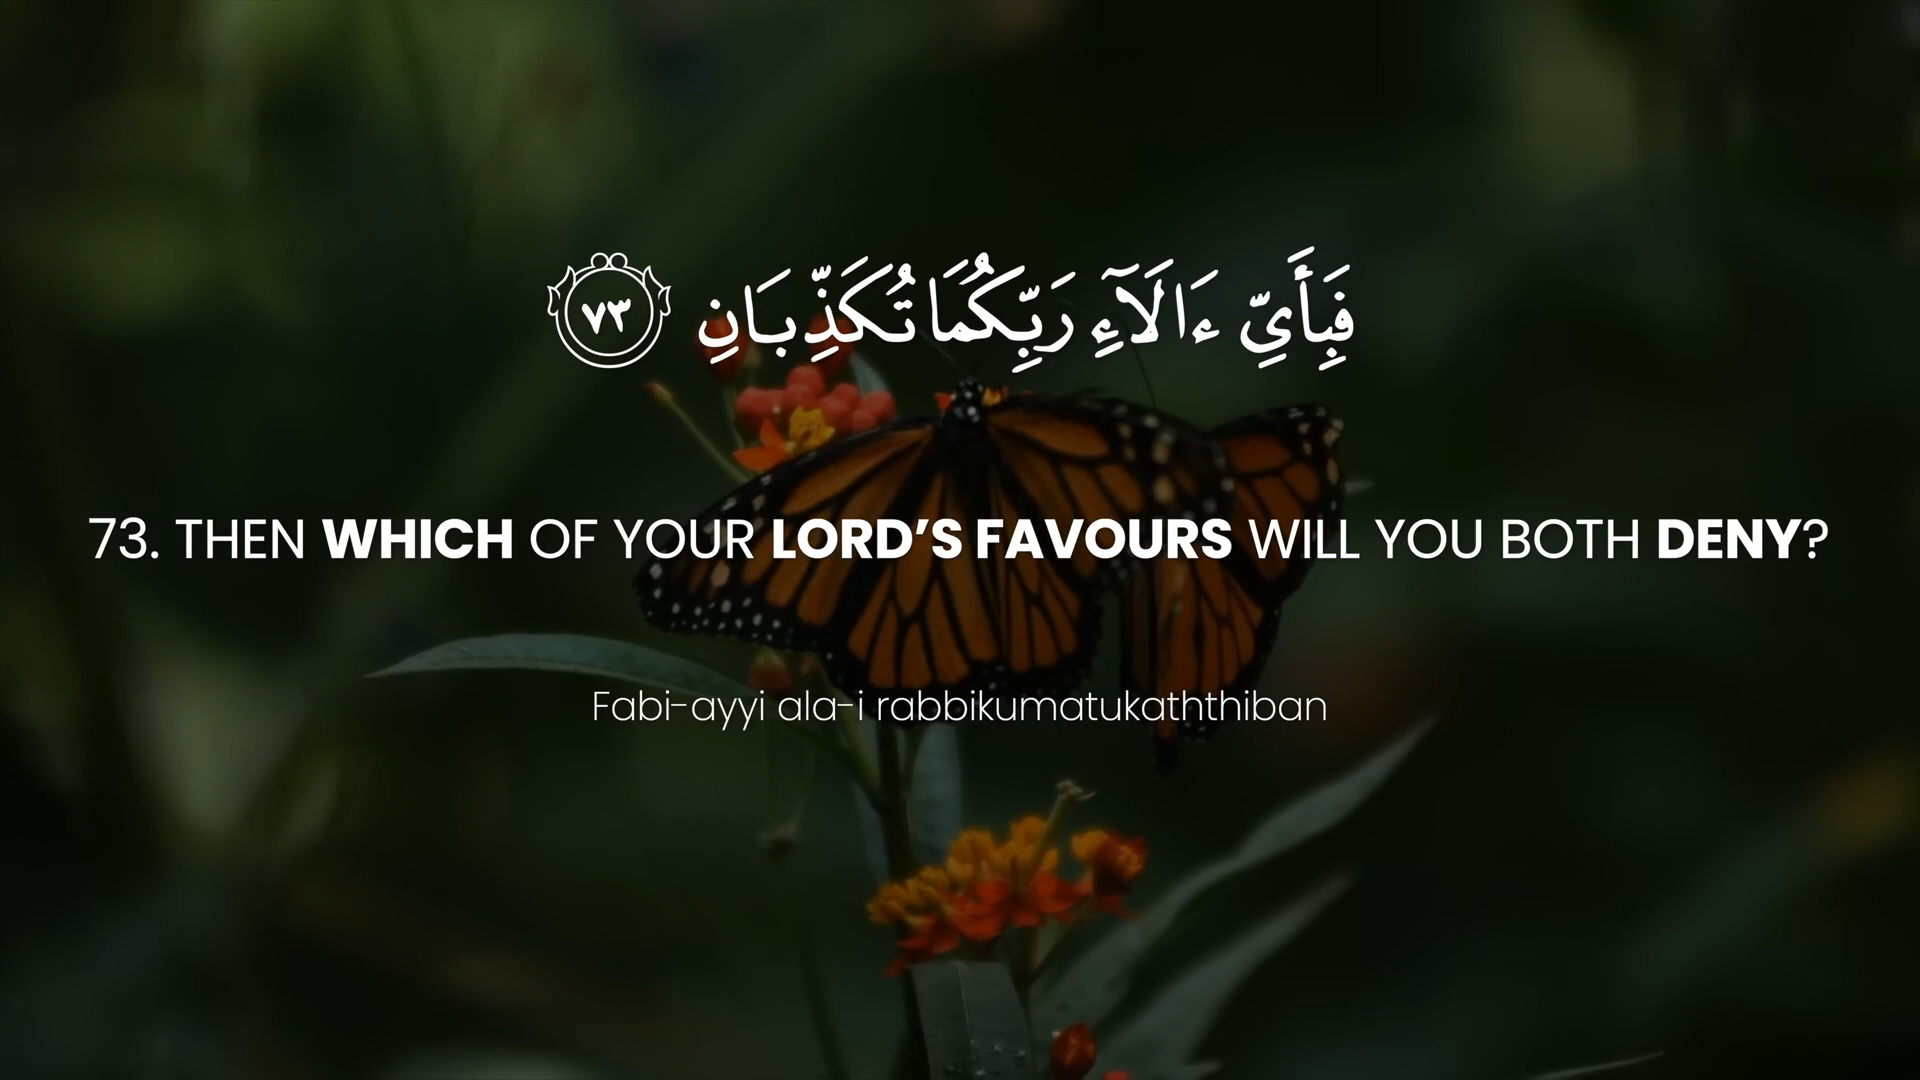 فَبِأَيِّ ءَالَآءِ رَبِّكُمَا تُكَذِّبَانِ ٧٣
73. THEN WHICH OF YOUR LORD’S FAVOURS WILL YOU BOTH DENY?
Fabi-ayyi ala-i rabbikumatukaththiban